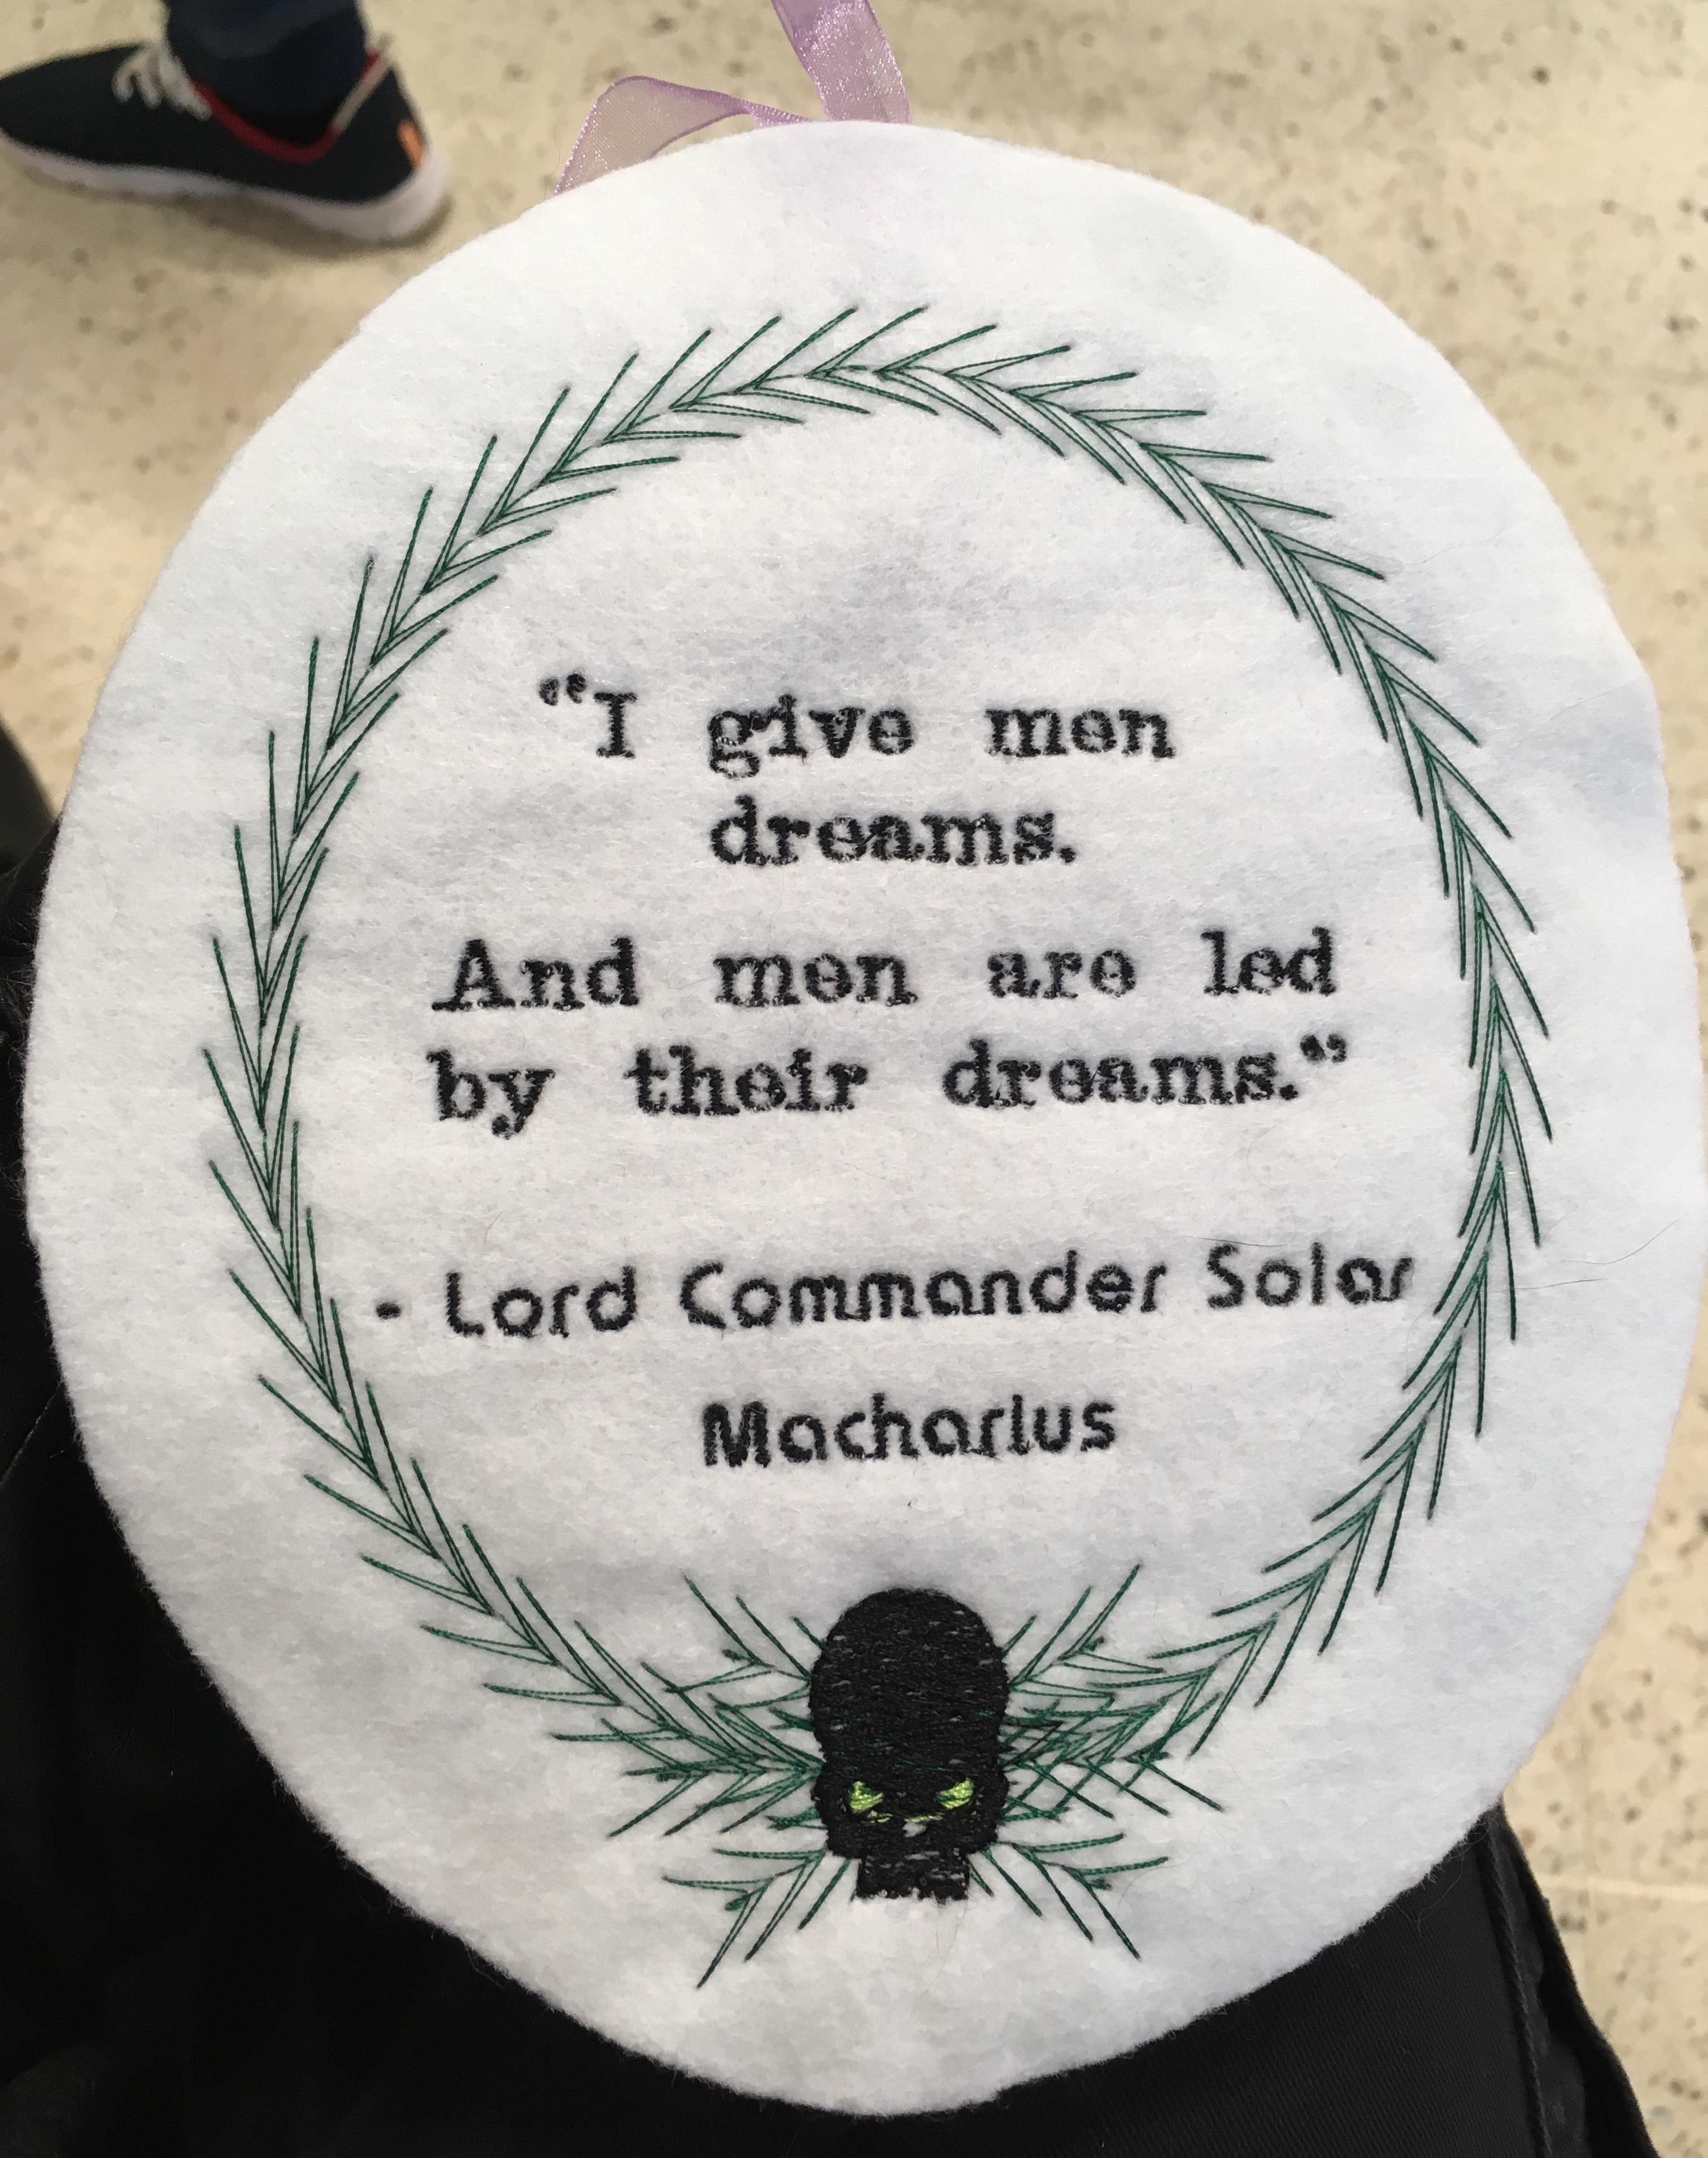 “I give men
dreams.
And men are led
by their dreams.”
- Lord Commander Solar
Macharius